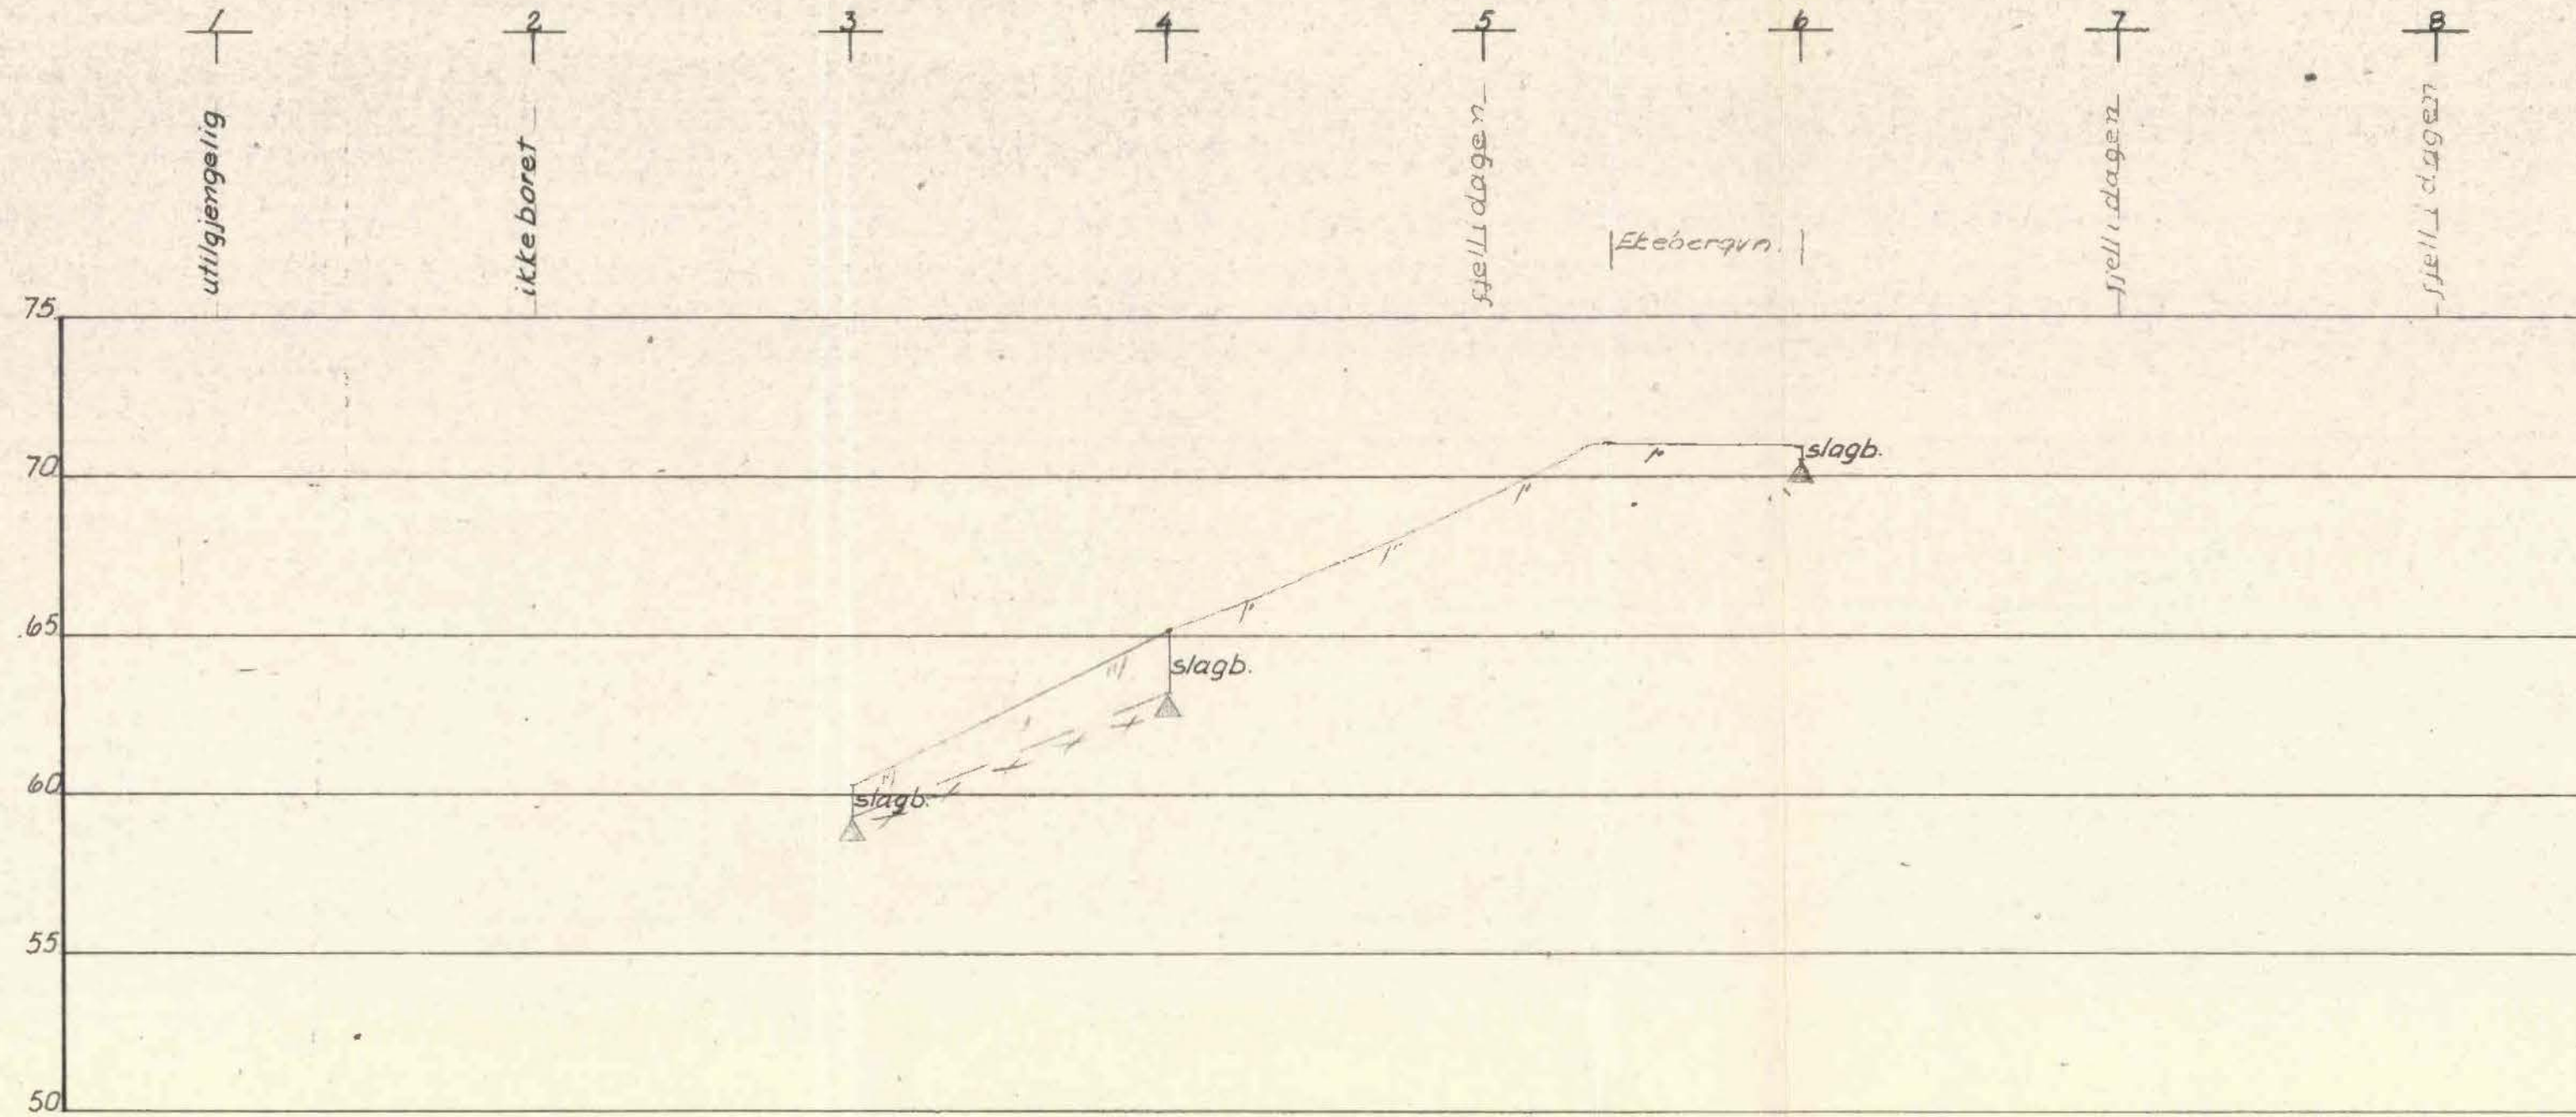 1 2 3 4 5 6 7 8
utilgjengelig
ikke boret
fjell i dagen
Ekebergvn.
fjell i dagen
fjell i dagen
75
70
slagb.
65
slagb.
60
slagb.
55
50